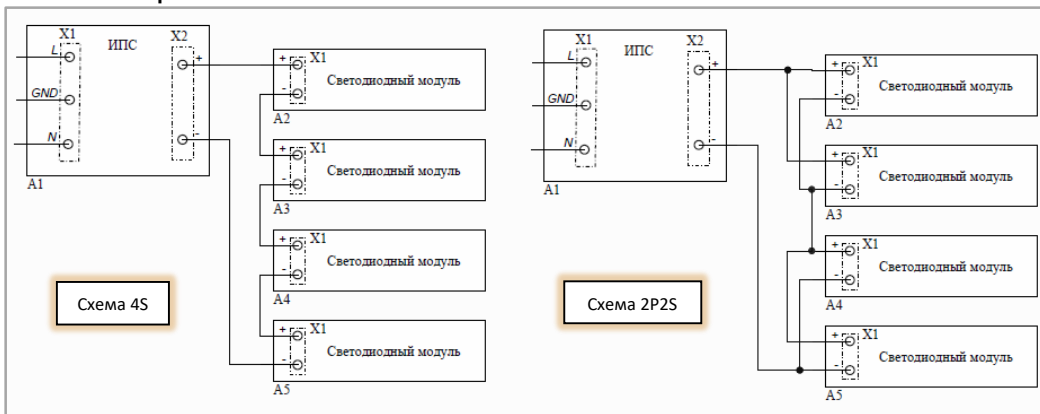 X1
ИПС
X2
L
GND
N
+
-
A1
+
X1
-
Светодиодный модуль
A2
+
X1
-
Светодиодный модуль
A3
+
X1
-
Светодиодный модуль
A4
+
X1
-
Светодиодный модуль
A5
Схема 4S
X1
ИПС
X2
L
GND
N
+
-
A1
+
X1
-
Светодиодный модуль
A2
+
X1
-
Светодиодный модуль
A3
+
X1
-
Светодиодный модуль
A4
+
X1
-
Светодиодный модуль
A5
Схема 2P2S